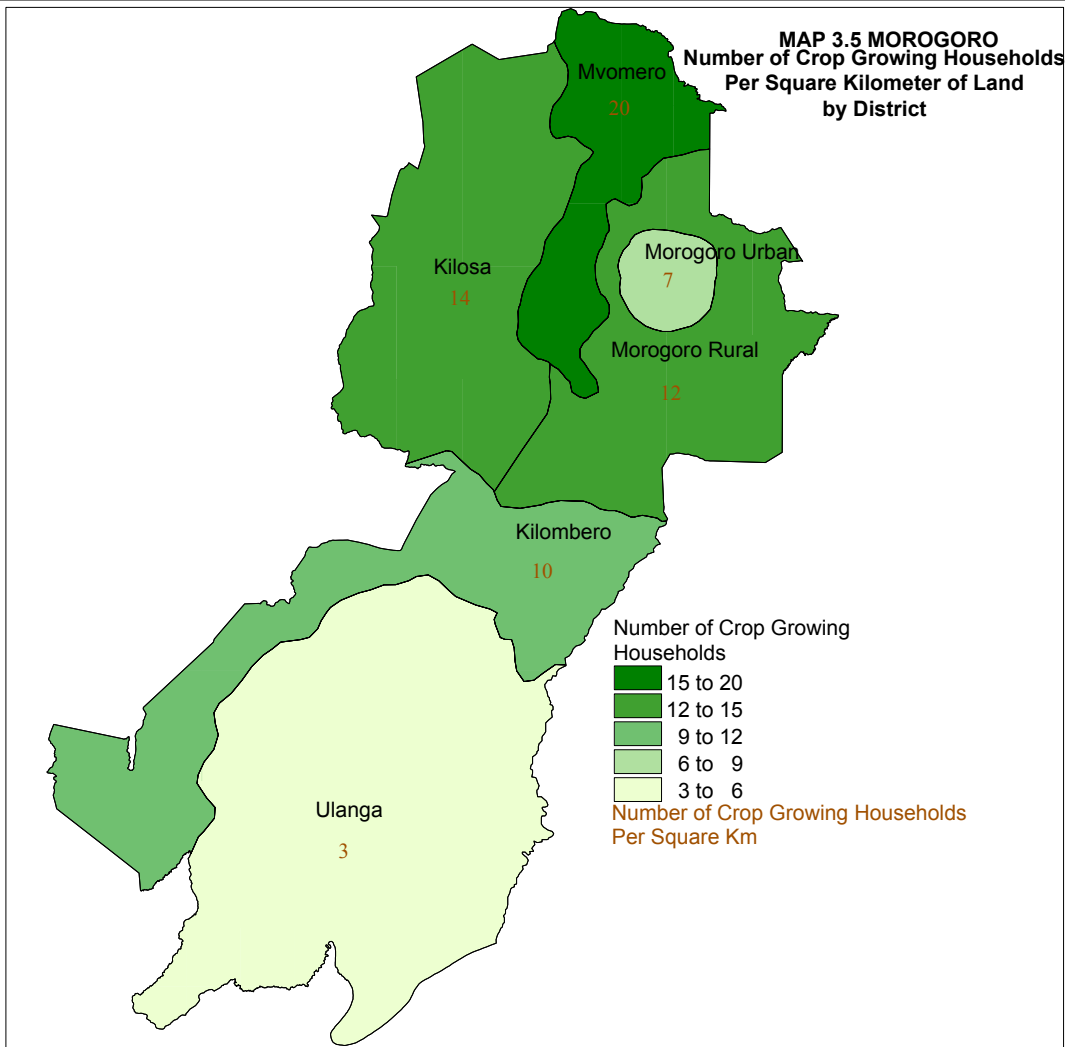 MAP 3.5 MOROGORO
Number of Crop Growing Households
Per Square Kilometer of Land
by District
Mvomero
20
Morogoro Urban
7
Kilosa
14
Morogoro Rural
12
Kilombero
10
Number of Crop Growing
Households
15 to 20
12 to 15
9 to 12
6 to 9
3 to 6
Number of Crop Growing Households
Per Square Km
Ulanga
3